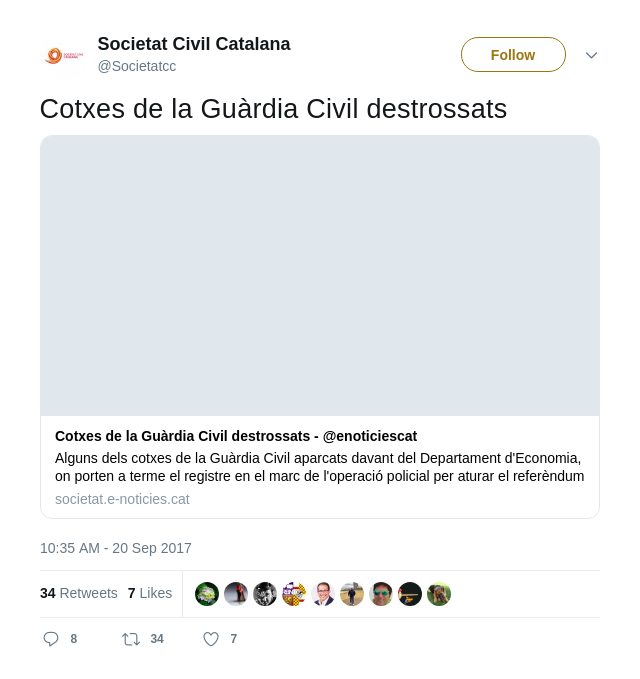 Societat Civil Catalana
@Societatcc
Follow
Cotxes de la Guàrdia Civil destrossats
Cotxes de la Guàrdia Civil destrossats - @enoticiescat
Alguns dels cotxes de la Guàrdia Civil aparcats davant del Departament d'Economia,
on porten a terme el registre en el marc de l'operació policial per aturar el referèndum
societat.e-noticies.cat
10:35 AM - 20 Sep 2017
34 Retweets 7 Likes
8 34 7